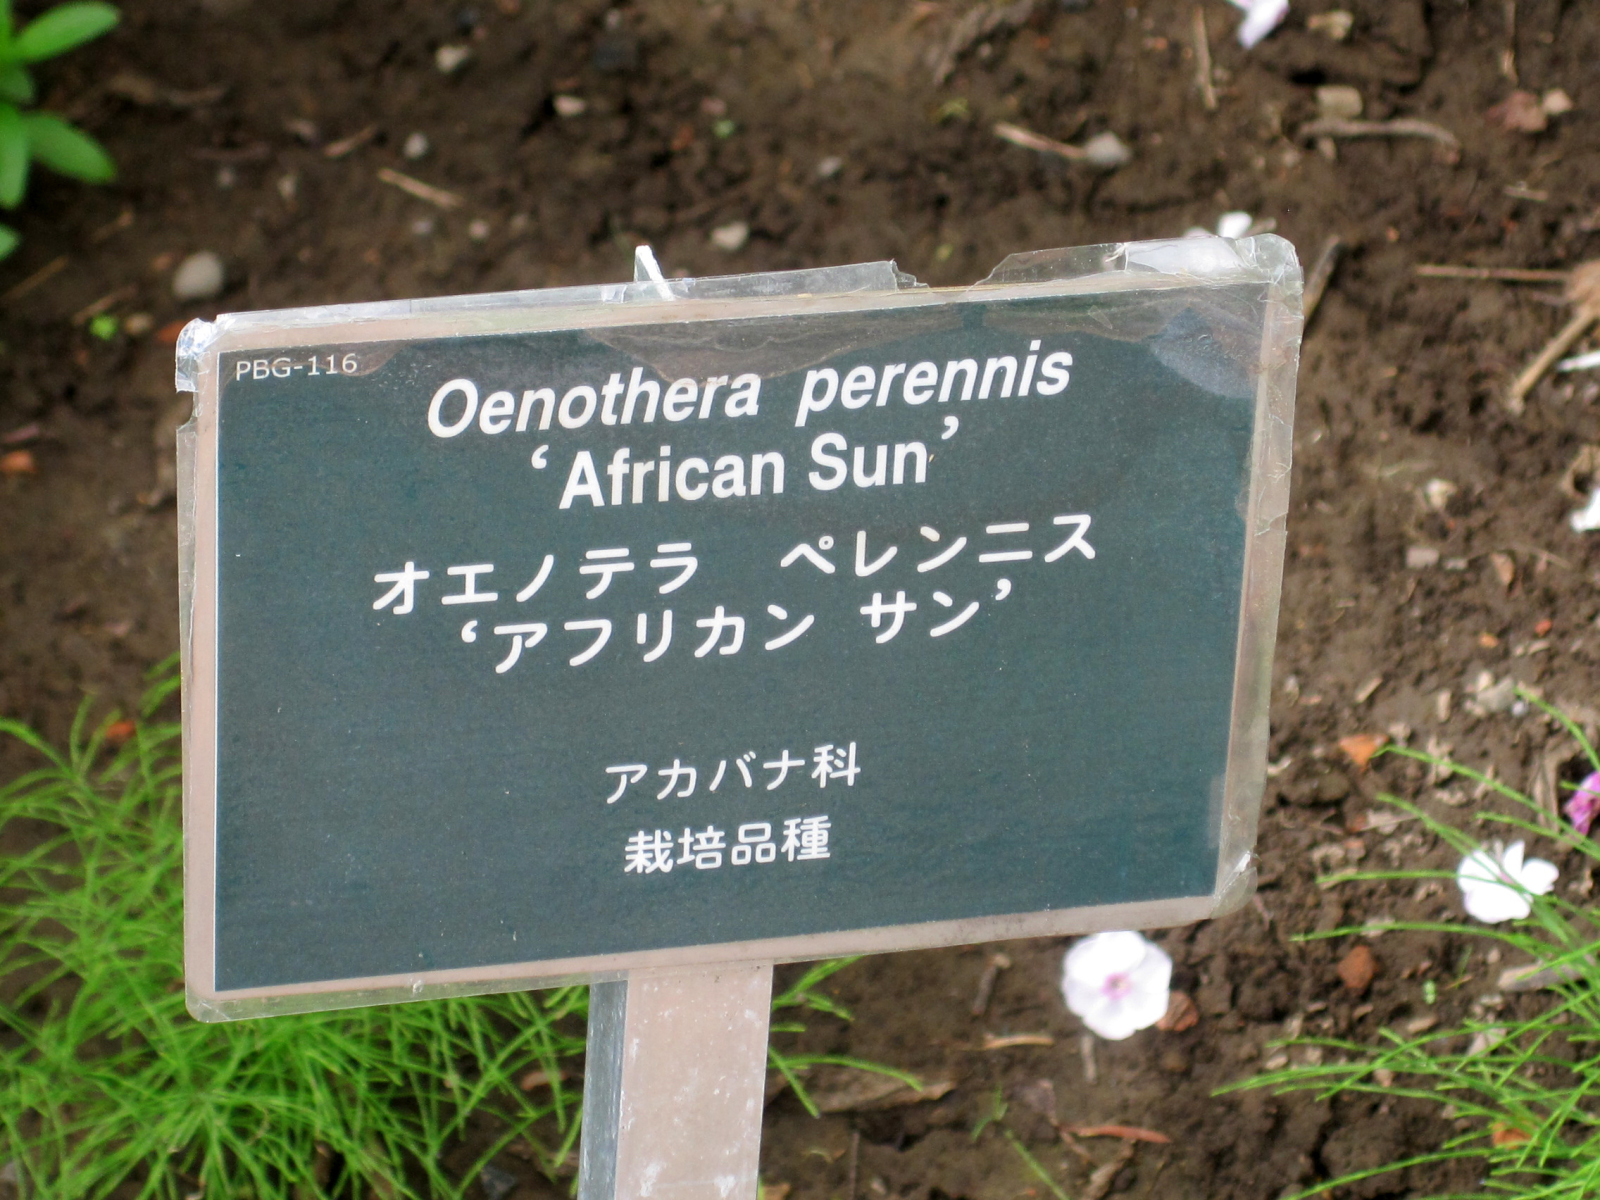 PBG-116
Oenothera perennis
‘African Sun’
オエノテラ　ペレンニス
‘アフリカン サン’
アカバナ科
栽培品種